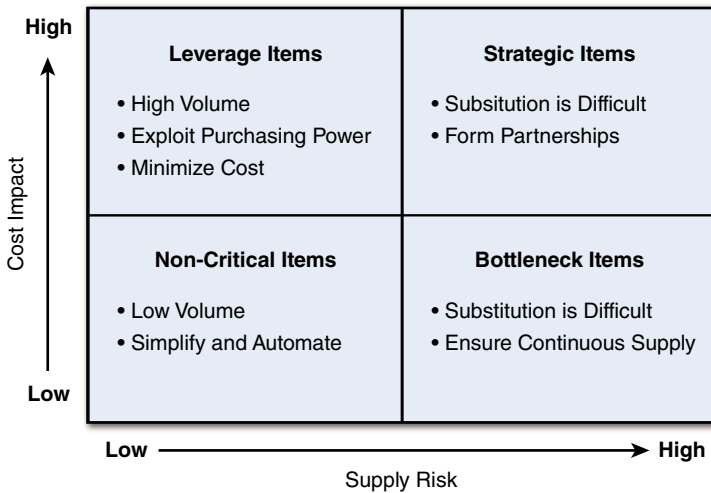 High
Cost Impact
Low
Leverage Items
• High Volume
• Exploit Purchasing Power
• Minimize Cost
Strategic Items
• Subsitution is Difficult
• Form Partnerships
Non-Critical Items
• Low Volume
• Simplify and Automate
Bottleneck Items
• Substitution is Difficult
• Ensure Continuous Supply
Low
High
Supply Risk